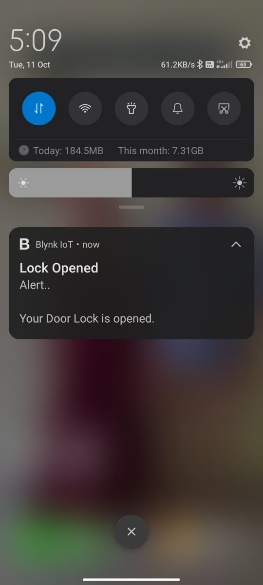 5:09
Tue, 11 Oct
61.2KB/s
Today: 184.5MB This month: 7.31GB
B Blynk IoT • now
Lock Opened
Alert..
Your Door Lock is opened.